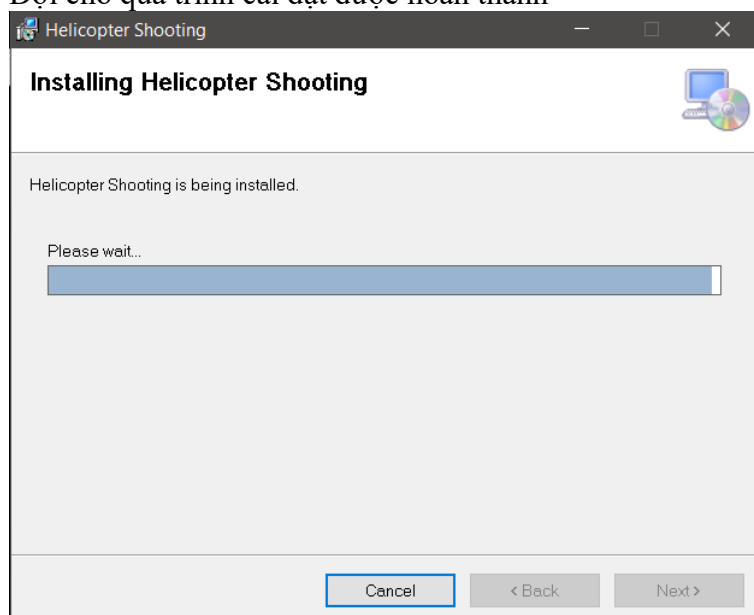 Đợi cho quá trình cài đặt được hoàn thành
Helicopter Shooting
Installing Helicopter Shooting
Helicopter Shooting is being installed.
Please wait...
Cancel
< Back
Next >